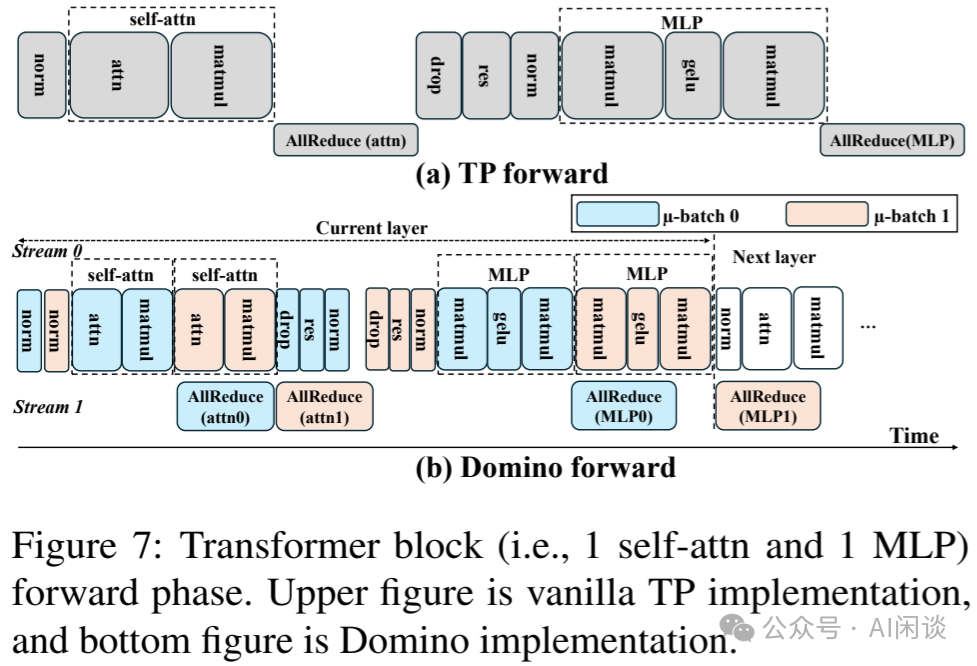 self-attn
MLP
norm
attn
matmul
drop
res
norm
matmul
gelu
matmul
AllReduce (attn)
AllReduce(MLP)
(a) TP forward
μ-batch 0
μ-batch 1
Current layer
Stream 0
Next layer
self-attn
self-attn
MLP
MLP
norm
norm
attn
matmul
attn
matmul
drop
res
norm
drop
res
norm
matmul
gelu
matmul
matmul
gelu
matmul
norm
attn
matmul
...
Stream 1
AllReduce
(attn0)
AllReduce
(attn1)
AllReduce
(MLP0)
AllReduce
(MLP1)
Time
(b) Domino forward
Figure 7: Transformer block (i.e., 1 self-attn and 1 MLP)
forward phase. Upper figure is vanilla TP implementation,
and bottom figure is Domino implementation.
公众号 · AI闲谈